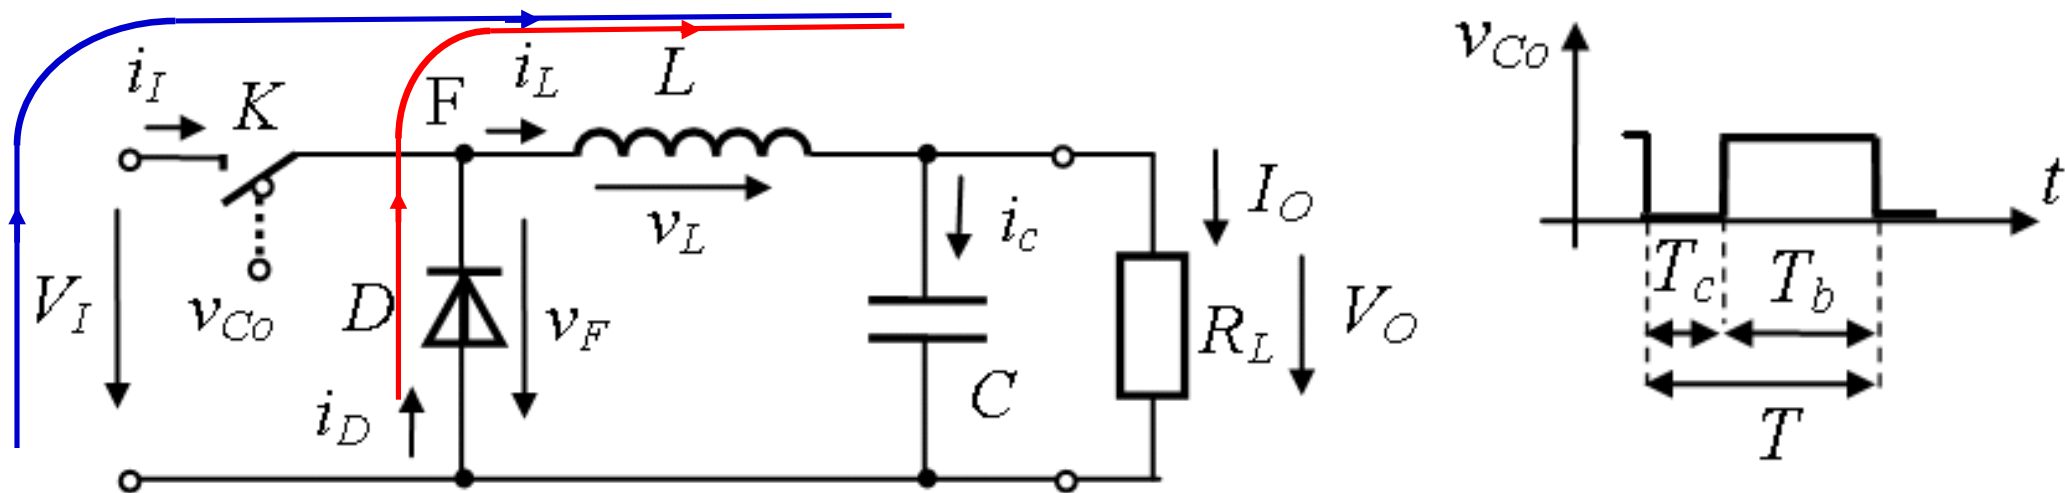 i_I
K
F
i_L
L
v_Co
V_I
v_Co
D
i_D
v_F
v_L
i_c
C
I_O
R_L
V_O
t
T_c
T_b
T